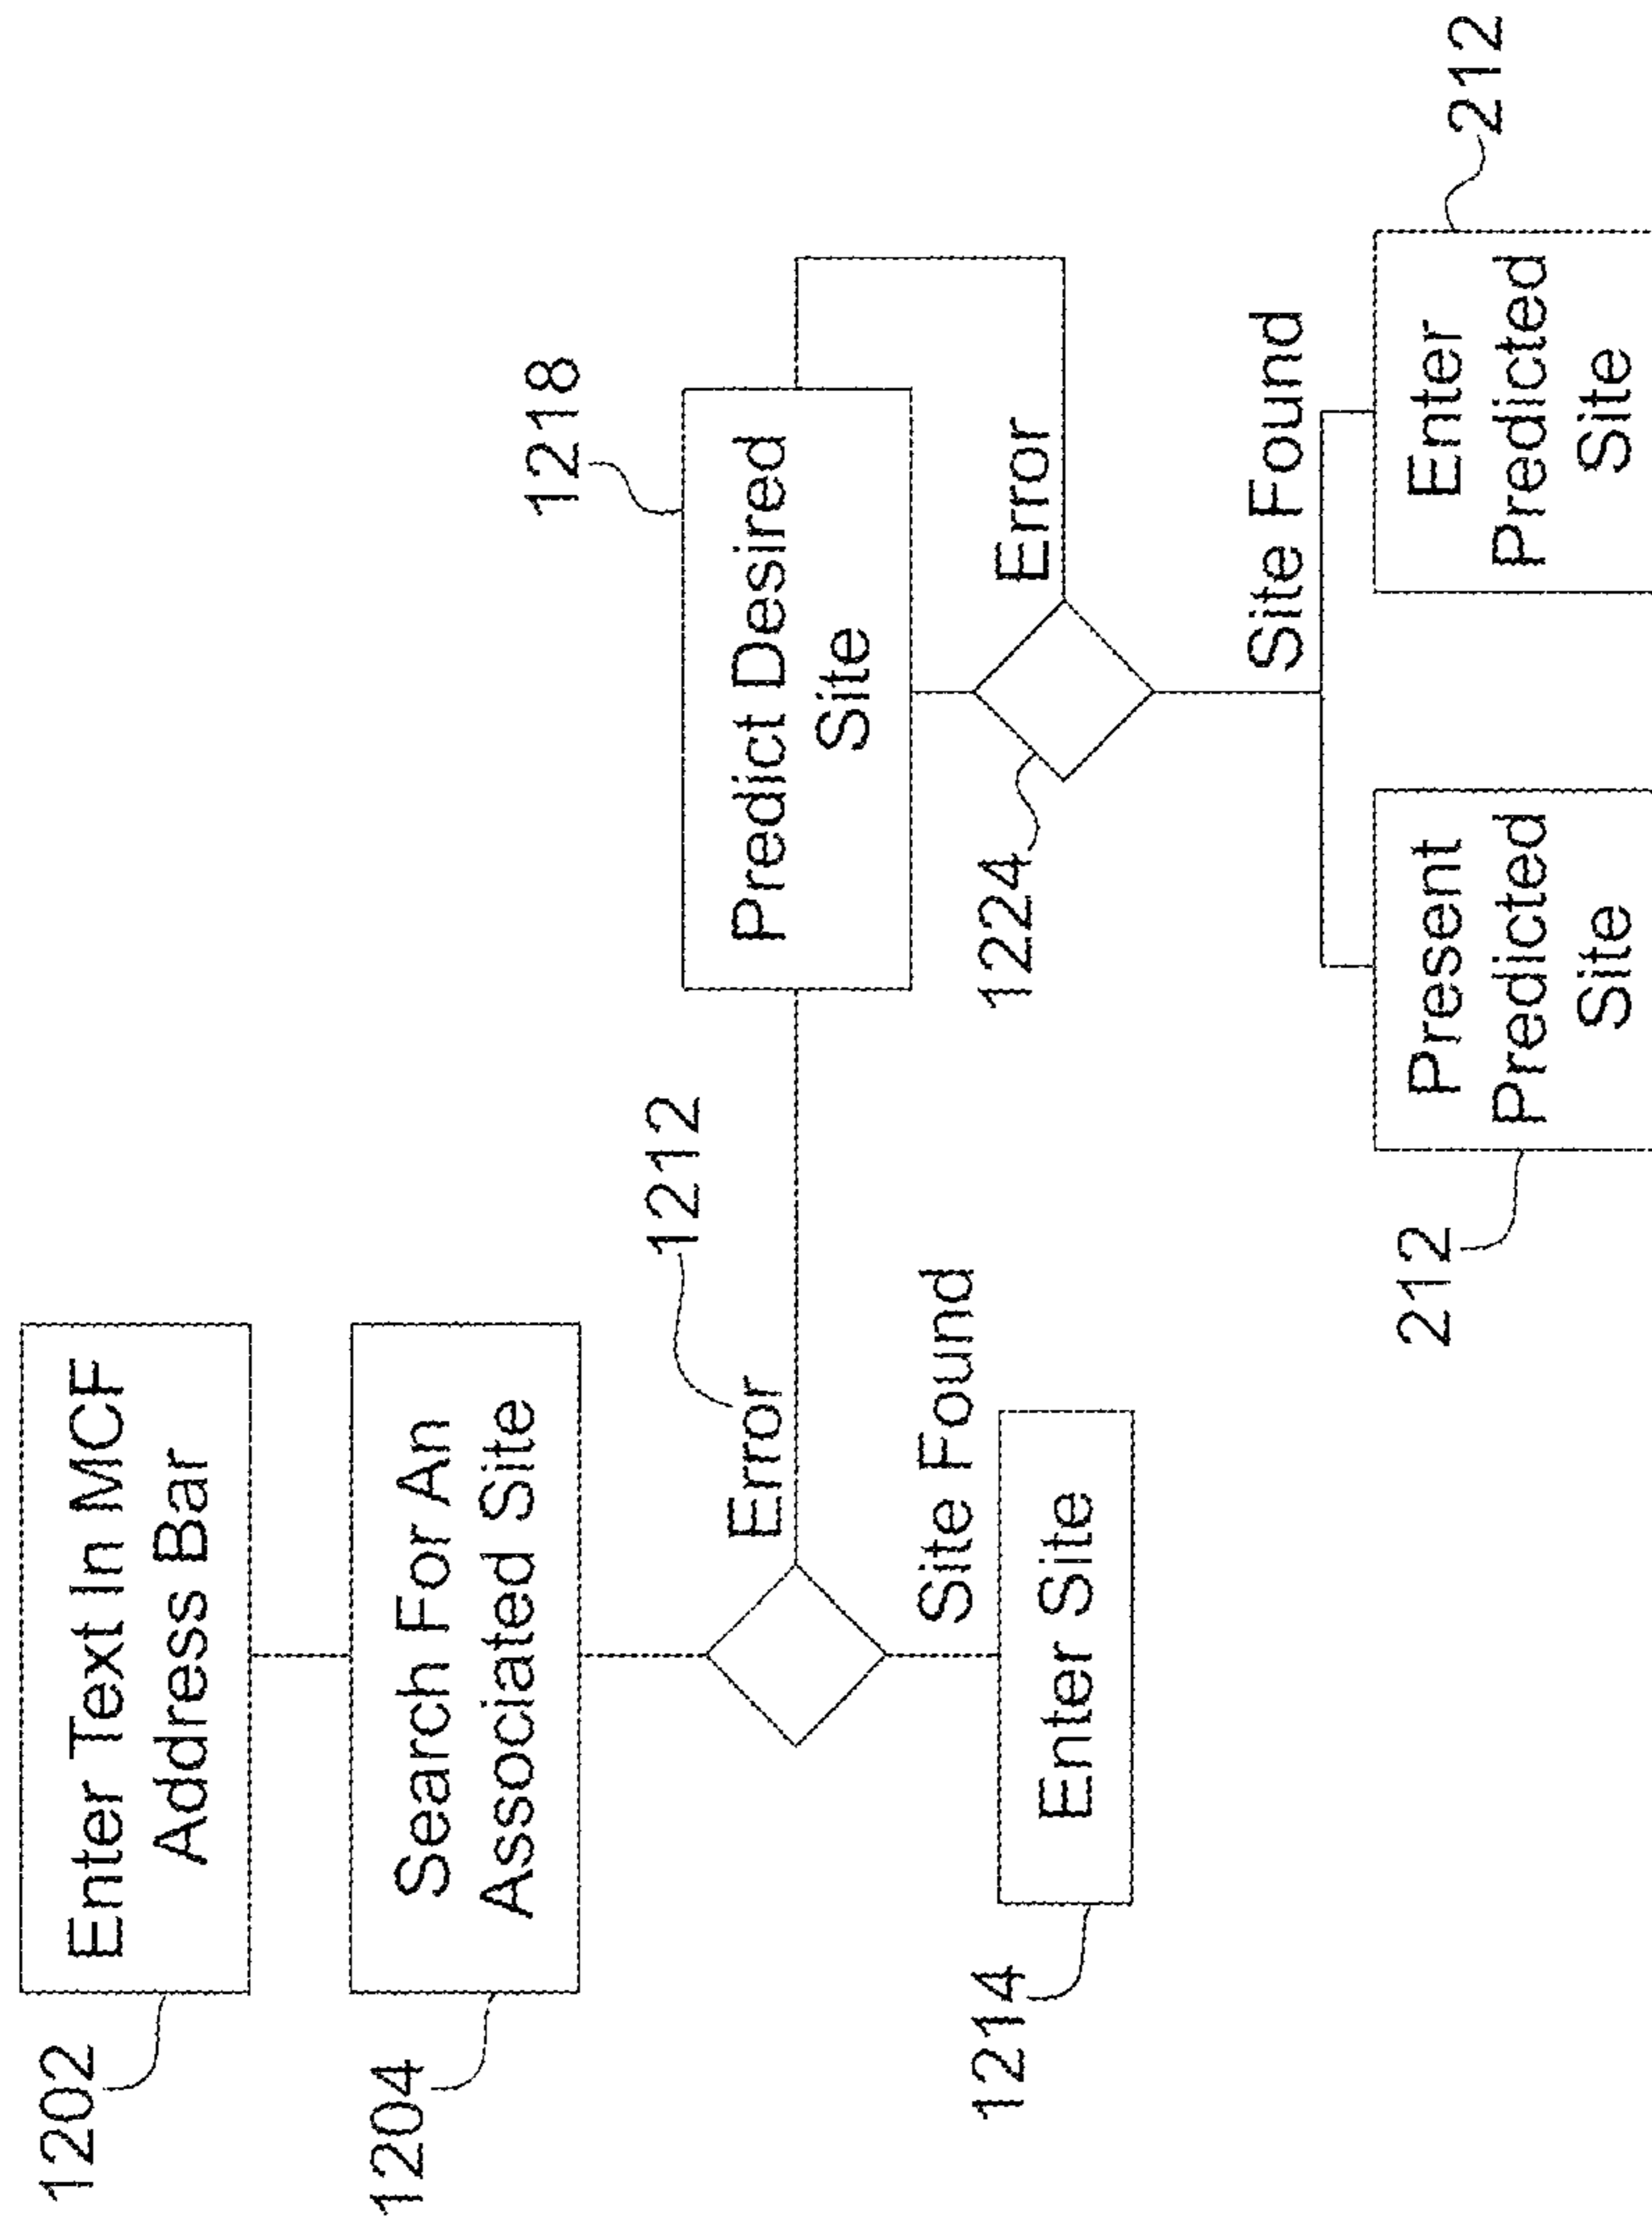 1202
Enter Text In MCF
Address Bar
1204
Search For An
Associated Site
Error
1212
Site Found
1214
Enter Site
1218
Predict Desired
Site
1224
Error
Site Found
212
Present
Predicted
Site
Enter
Predicted
Site
212